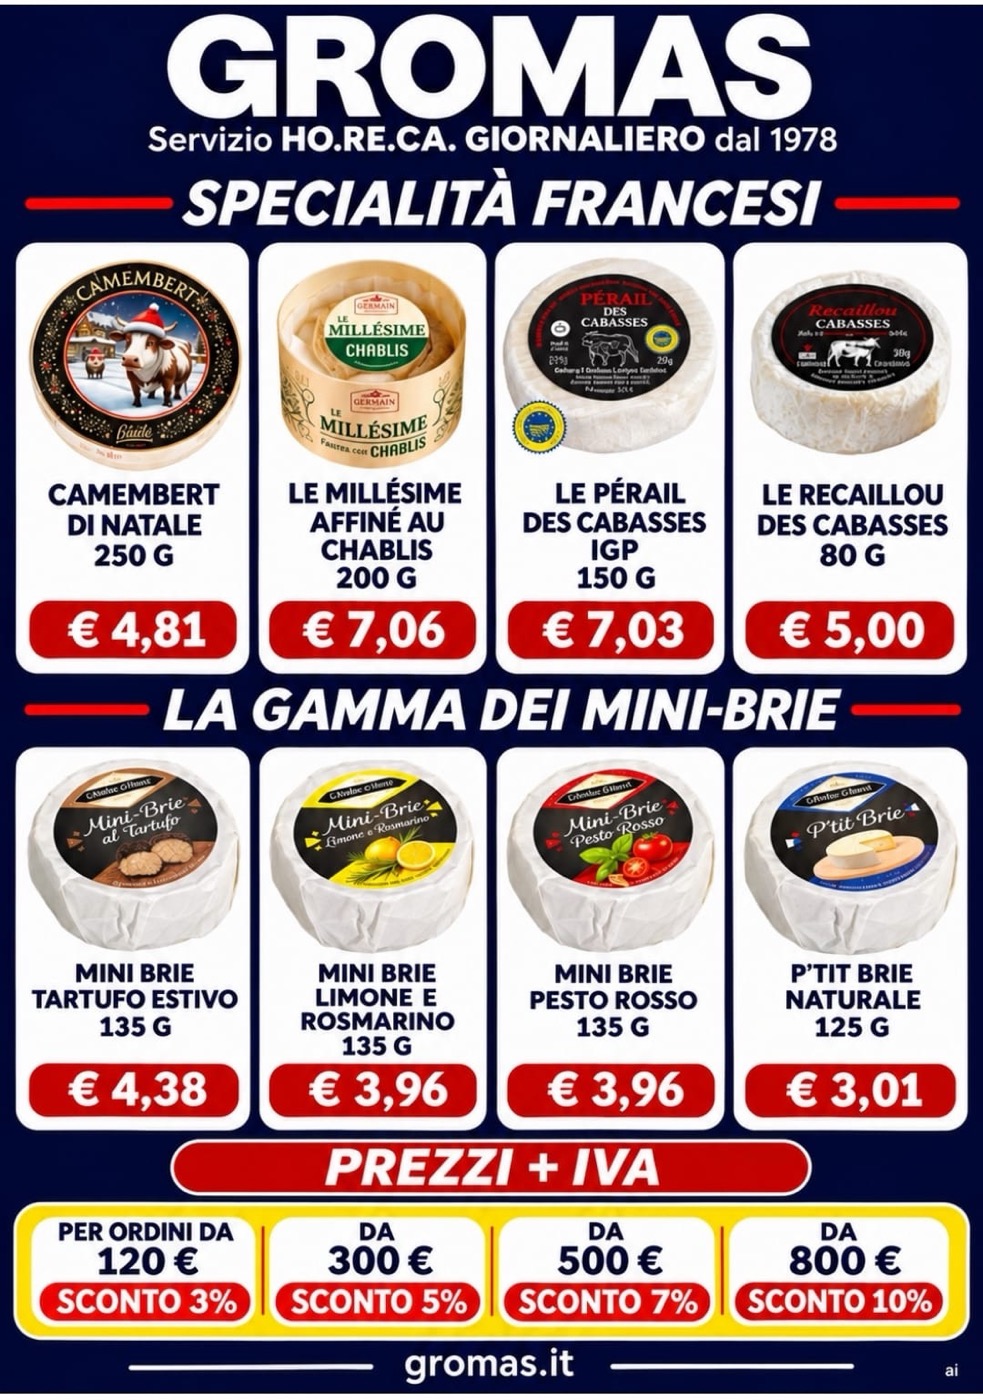 GROMAS
Servizio HO.RE.CA. GIORNALIERO dal 1978
SPECIALITÀ FRANCESI
CAMEMBERT
GERMAIN
LE
MILLÉSIME
CHABLIS
GERMAIN
LE
MILLÉSIME
CHABLIS
PÉRAIL
DES
CABASSES
Recaillou
CABASSES
CAMEMBERT
DI NATALE
250 G
€ 4,81
LE MILLÉSIME
AFFINÉ AU
CHABLIS
200 G
€ 7,06
LE PÉRAIL
DES CABASSES
IGP
150 G
€ 7,03
LE RECAILLOU
DES CABASSES
80 G
€ 5,00
LA GAMMA DEI MINI-BRIE
Mini-Brie
al Tartufo
Mini-Brie
Limone e Rosmarino
Mini-Brie
Pesto Rosso
P'tit Brie
MINI BRIE
TARTUFO ESTIVO
135 G
€ 4,38
MINI BRIE
LIMONE E
ROSMARINO
135 G
€ 3,96
MINI BRIE
PESTO ROSSO
135 G
€ 3,96
P'TIT BRIE
NATURALE
125 G
€ 3,01
PREZZI + IVA
PER ORDINI DA
120 €
SCONTO 3%
DA
300 €
SCONTO 5%
DA
500 €
SCONTO 7%
DA
800 €
SCONTO 10%
gromas.it
ai